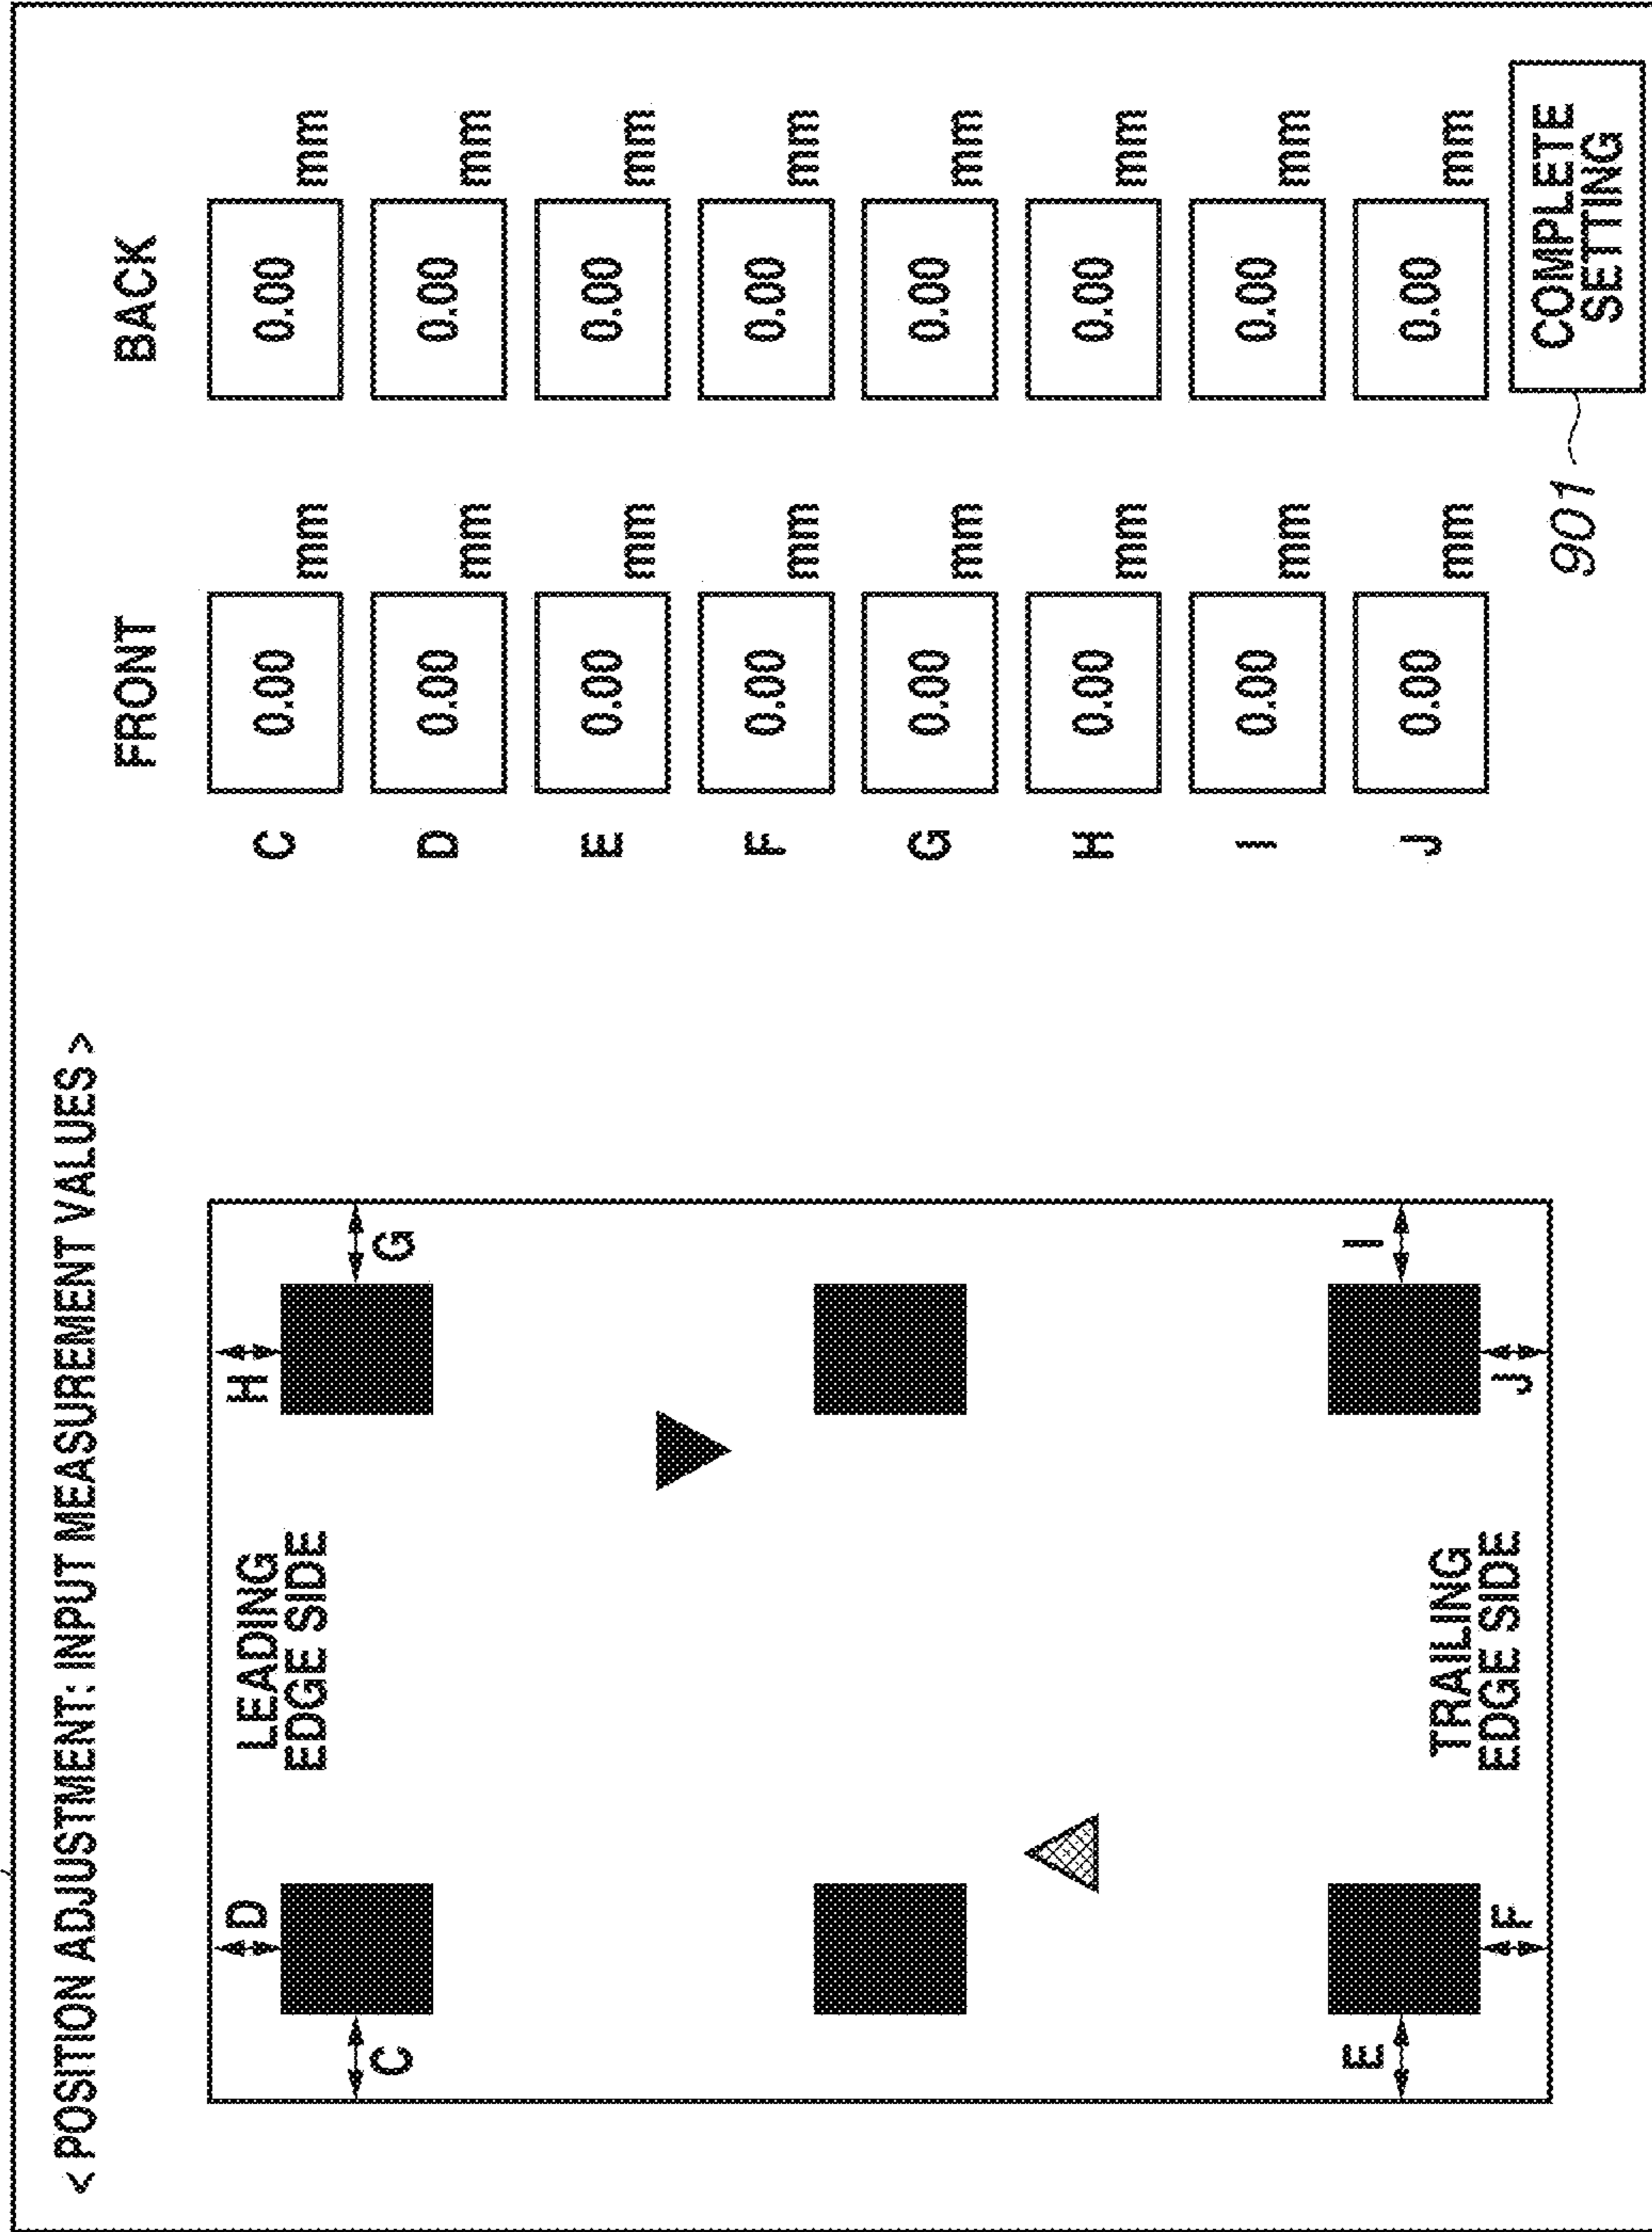 < POSITION ADJUSTMENT: INPUT MEASUREMENT VALUES >
FRONT
BACK
D
LEADING
EDGE SIDE
H
C
G
E
TRAILING
EDGE SIDE
I
F
J
C 0.00 mm 0.00 mm
D 0.00 mm 0.00 mm
E 0.00 mm 0.00 mm
F 0.00 mm 0.00 mm
G 0.00 mm 0.00 mm
H 0.00 mm 0.00 mm
I 0.00 mm 0.00 mm
J 0.00 mm 0.00 mm
901
COMPLETE
SETTING